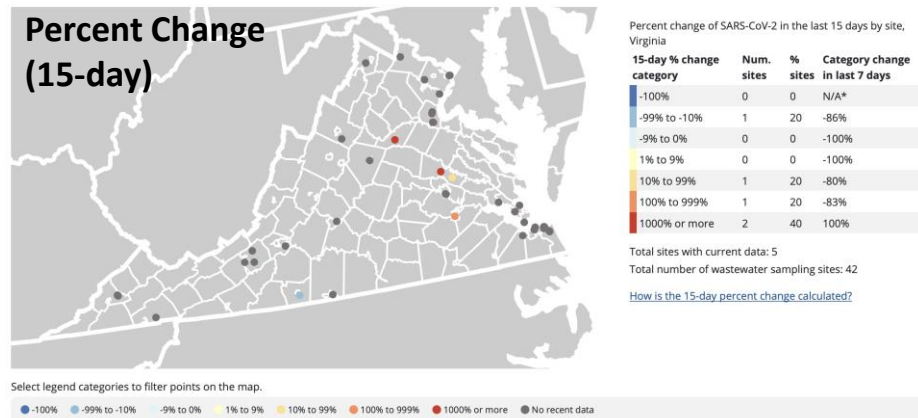 Percent Change
(15-day)
Percent change of SARS-CoV-2 in the last 15 days by site,
Virginia
15-day % change category Num. sites % sites Category change in last 7 days
-100% 0 0 N/A*
-99% to -10% 1 20 -86%
-9% to 0% 0 0 -100%
1% to 9% 0 0 -100%
10% to 99% 1 20 -80%
100% to 999% 1 20 -83%
1000% or more 2 40 100%
Total sites with current data: 5
Total number of wastewater sampling sites: 42
How is the 15-day percent change calculated?
Select legend categories to filter points on the map.
-100% -99% to -10% -9% to 0% 1% to 9% 10% to 99% 100% to 999% 1000% or more No recent data